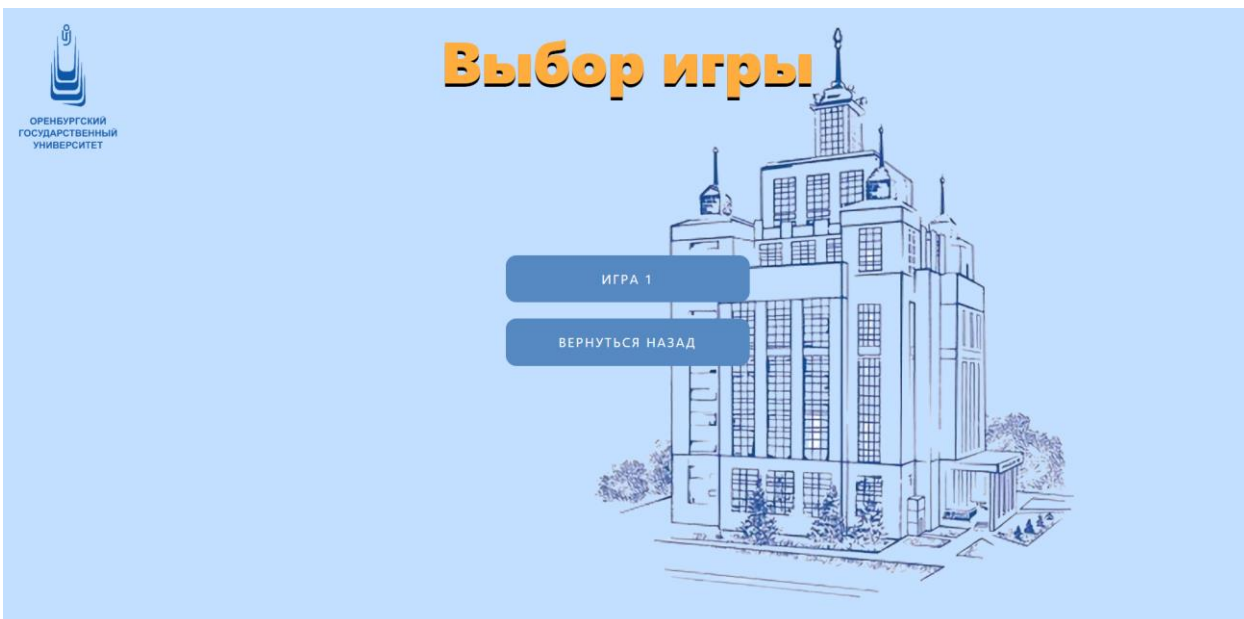 ОРЕНБУРГСКИЙ
ГОСУДАРСТВЕННЫЙ
УНИВЕРСИТЕТ
Выбор игры
ИГРА 1
ВЕРНУТЬСЯ НАЗАД